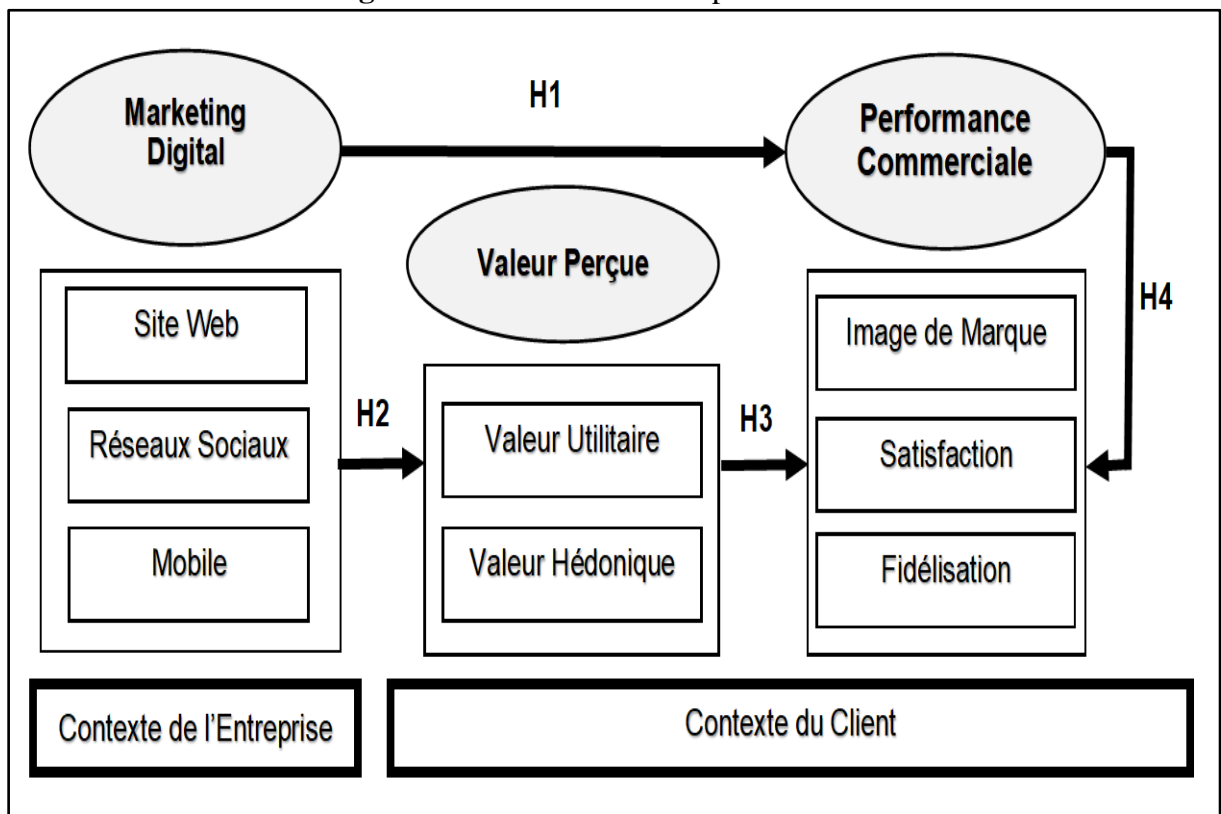 Marketing
Digital
H1
Performance
Commerciale
Valeur Perçue
H4
Site Web
Réseaux Sociaux
Mobile
H2
Valeur Utilitaire
Valeur Hédonique
H3
Image de Marque
Satisfaction
Fidélisation
Contexte de l’Entreprise
Contexte du Client